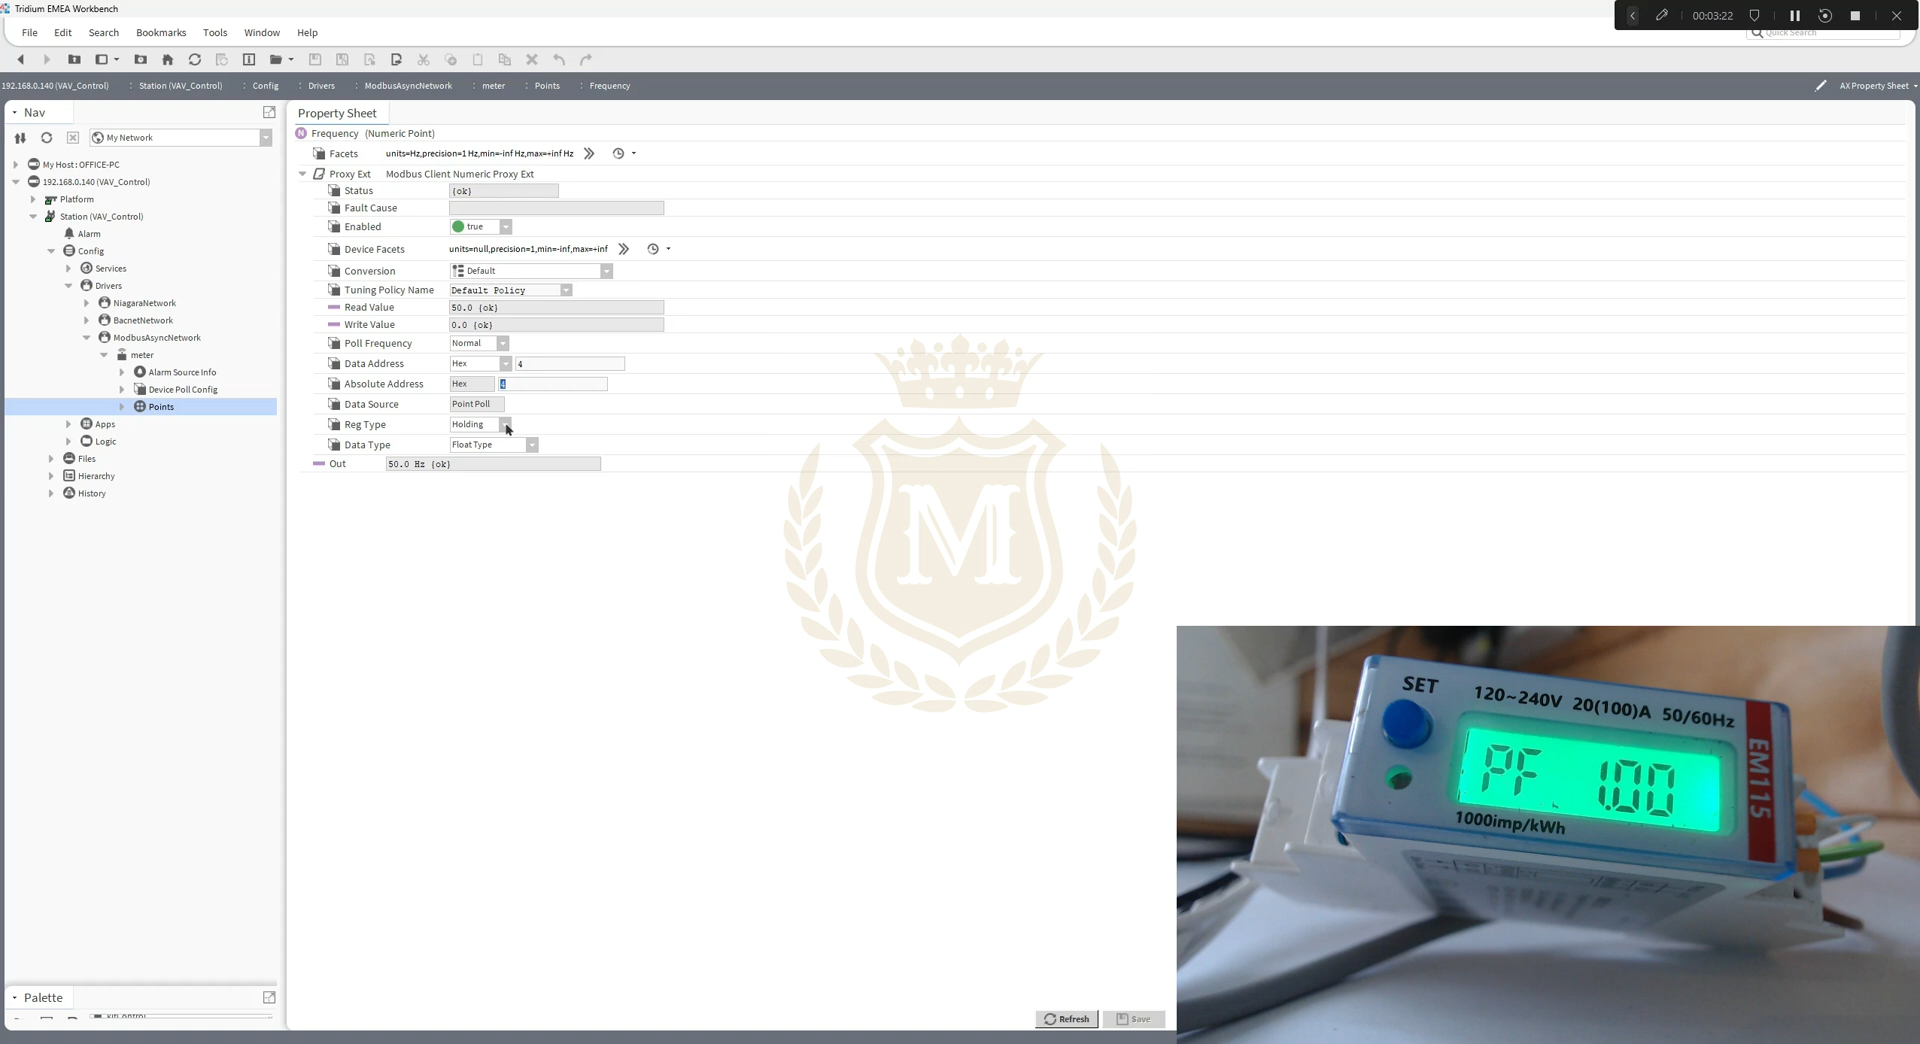 Tridium EMEA Workbench
00:03:22
File Edit Search Bookmarks Tools Window Help
Quick Search
192.168.0.140 (VAV_Control) : Station (VAV_Control) : Config : Drivers : ModbusAsyncNetwork : meter : Points : Frequency
AX Property Sheet
Nav
My Network
My Host : OFFICE-PC
192.168.0.140 (VAV_Control)
Platform
Station (VAV_Control)
Alarm
Config
Services
Drivers
NiagaraNetwork
BacnetNetwork
ModbusAsyncNetwork
meter
Alarm Source Info
Device Poll Config
Points
Apps
Logic
Files
Hierarchy
History
Palette
Property Sheet
N Frequency (Numeric Point)
Facets units=Hz,precision=1 Hz,min=-inf Hz,max=+inf Hz
Proxy Ext Modbus Client Numeric Proxy Ext
Status {ok}
Fault Cause
Enabled true
Device Facets units=null,precision=1,min=-inf,max=+inf
Conversion Default
Tuning Policy Name Default Policy
Read Value 50.0 {ok}
Write Value 0.0 {ok}
Poll Frequency Normal
Data Address Hex 4
Absolute Address Hex 4
Data Source Point Poll
Reg Type Holding
Data Type Float Type
Out 50.0 Hz {ok}
M
Refresh Save
SET 120~240V 20(100)A 50/60Hz
PF 1.00
EM115
1000imp/kWh